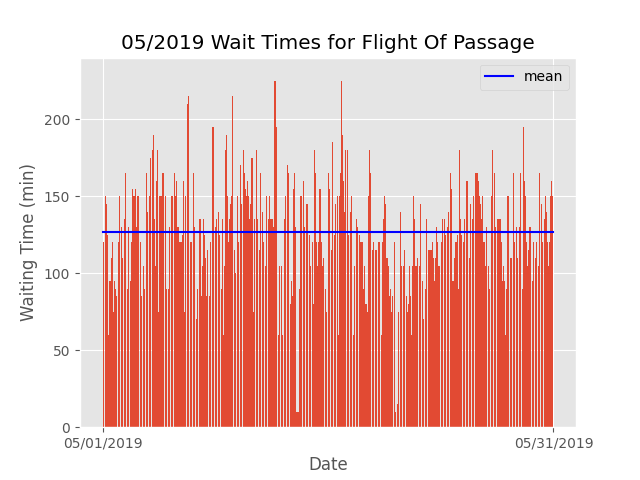 05/2019 Wait Times for Flight Of Passage
mean
200
150
100
50
0
Waiting Time (min)
05/01/2019
05/31/2019
Date